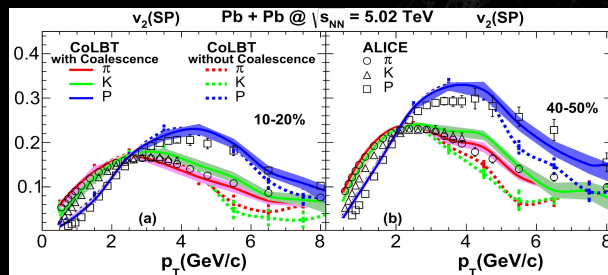 v₂(SP) Pb + Pb @ √sNN = 5.02 TeV v₂(SP)
CoLBT CoLBT ALICE
with Coalescence without Coalescence
π π π
K K K
P P P
10-20% 40-50%
0.4
0.3
0.2
0.1
(a) (b)
0 2 4 6 8 0 2 4 6 8
pT(GeV/c) pT(GeV/c)